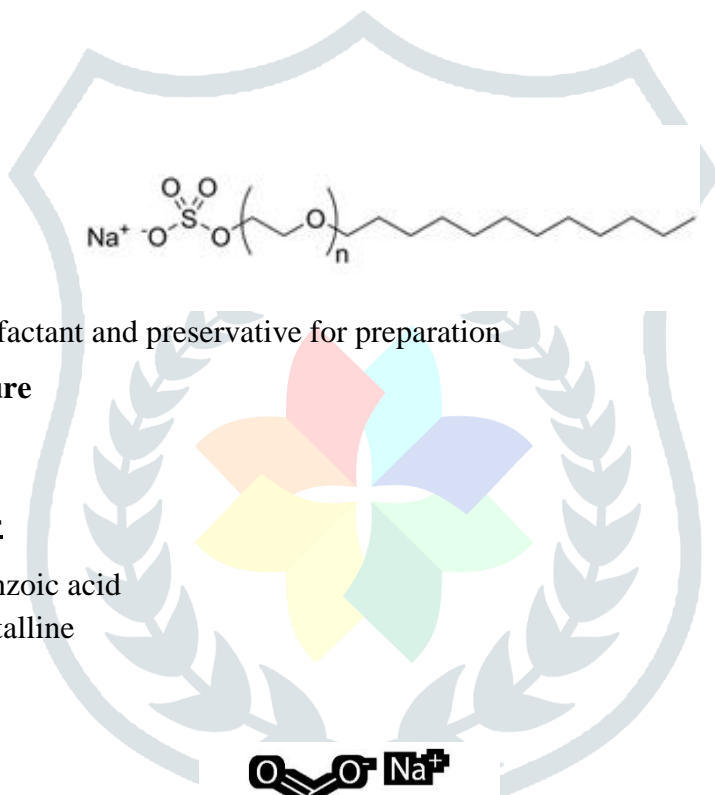 O O
S
Na⁺ ⁻O O ( O )n
factant and preservative for preparation
ure
nzoic acid
talline
O O⁻ Na⁺